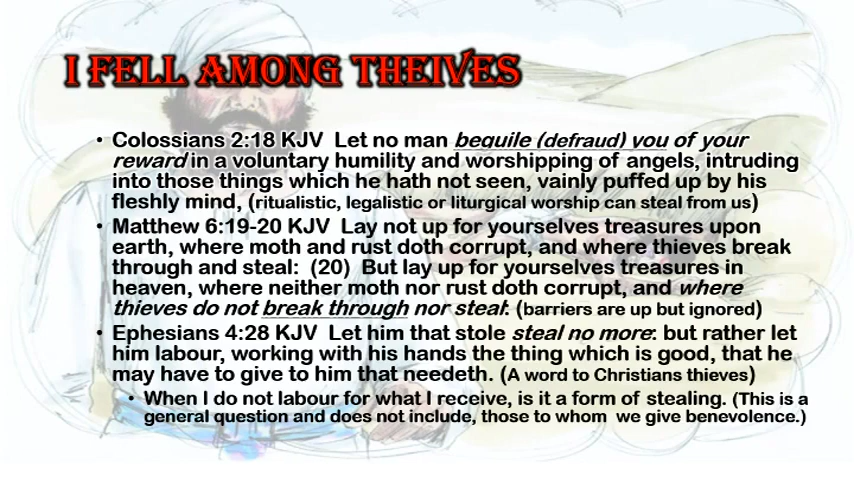 I FELL AMONG THEIVES
• Colossians 2:18 KJV  Let no man beguile (defraud) you of your
reward in a voluntary humility and worshipping of angels, intruding
into those things which he hath not seen, vainly puffed up by his
fleshly mind, (ritualistic, legalistic or liturgical worship can steal from us)
• Matthew 6:19-20 KJV  Lay not up for yourselves treasures upon
earth, where moth and rust doth corrupt, and where thieves break
through and steal:  (20)  But lay up for yourselves treasures in
heaven, where neither moth nor rust doth corrupt, and where
thieves do not break through nor steal: (barriers are up but ignored)
• Ephesians 4:28 KJV  Let him that stole steal no more: but rather let
him labour, working with his hands the thing which is good, that he
may have to give to him that needeth. (A word to Christians thieves)
• When I do not labour for what I receive, is it a form of stealing. (This is a
general question and does not include, those to whom  we give benevolence.)